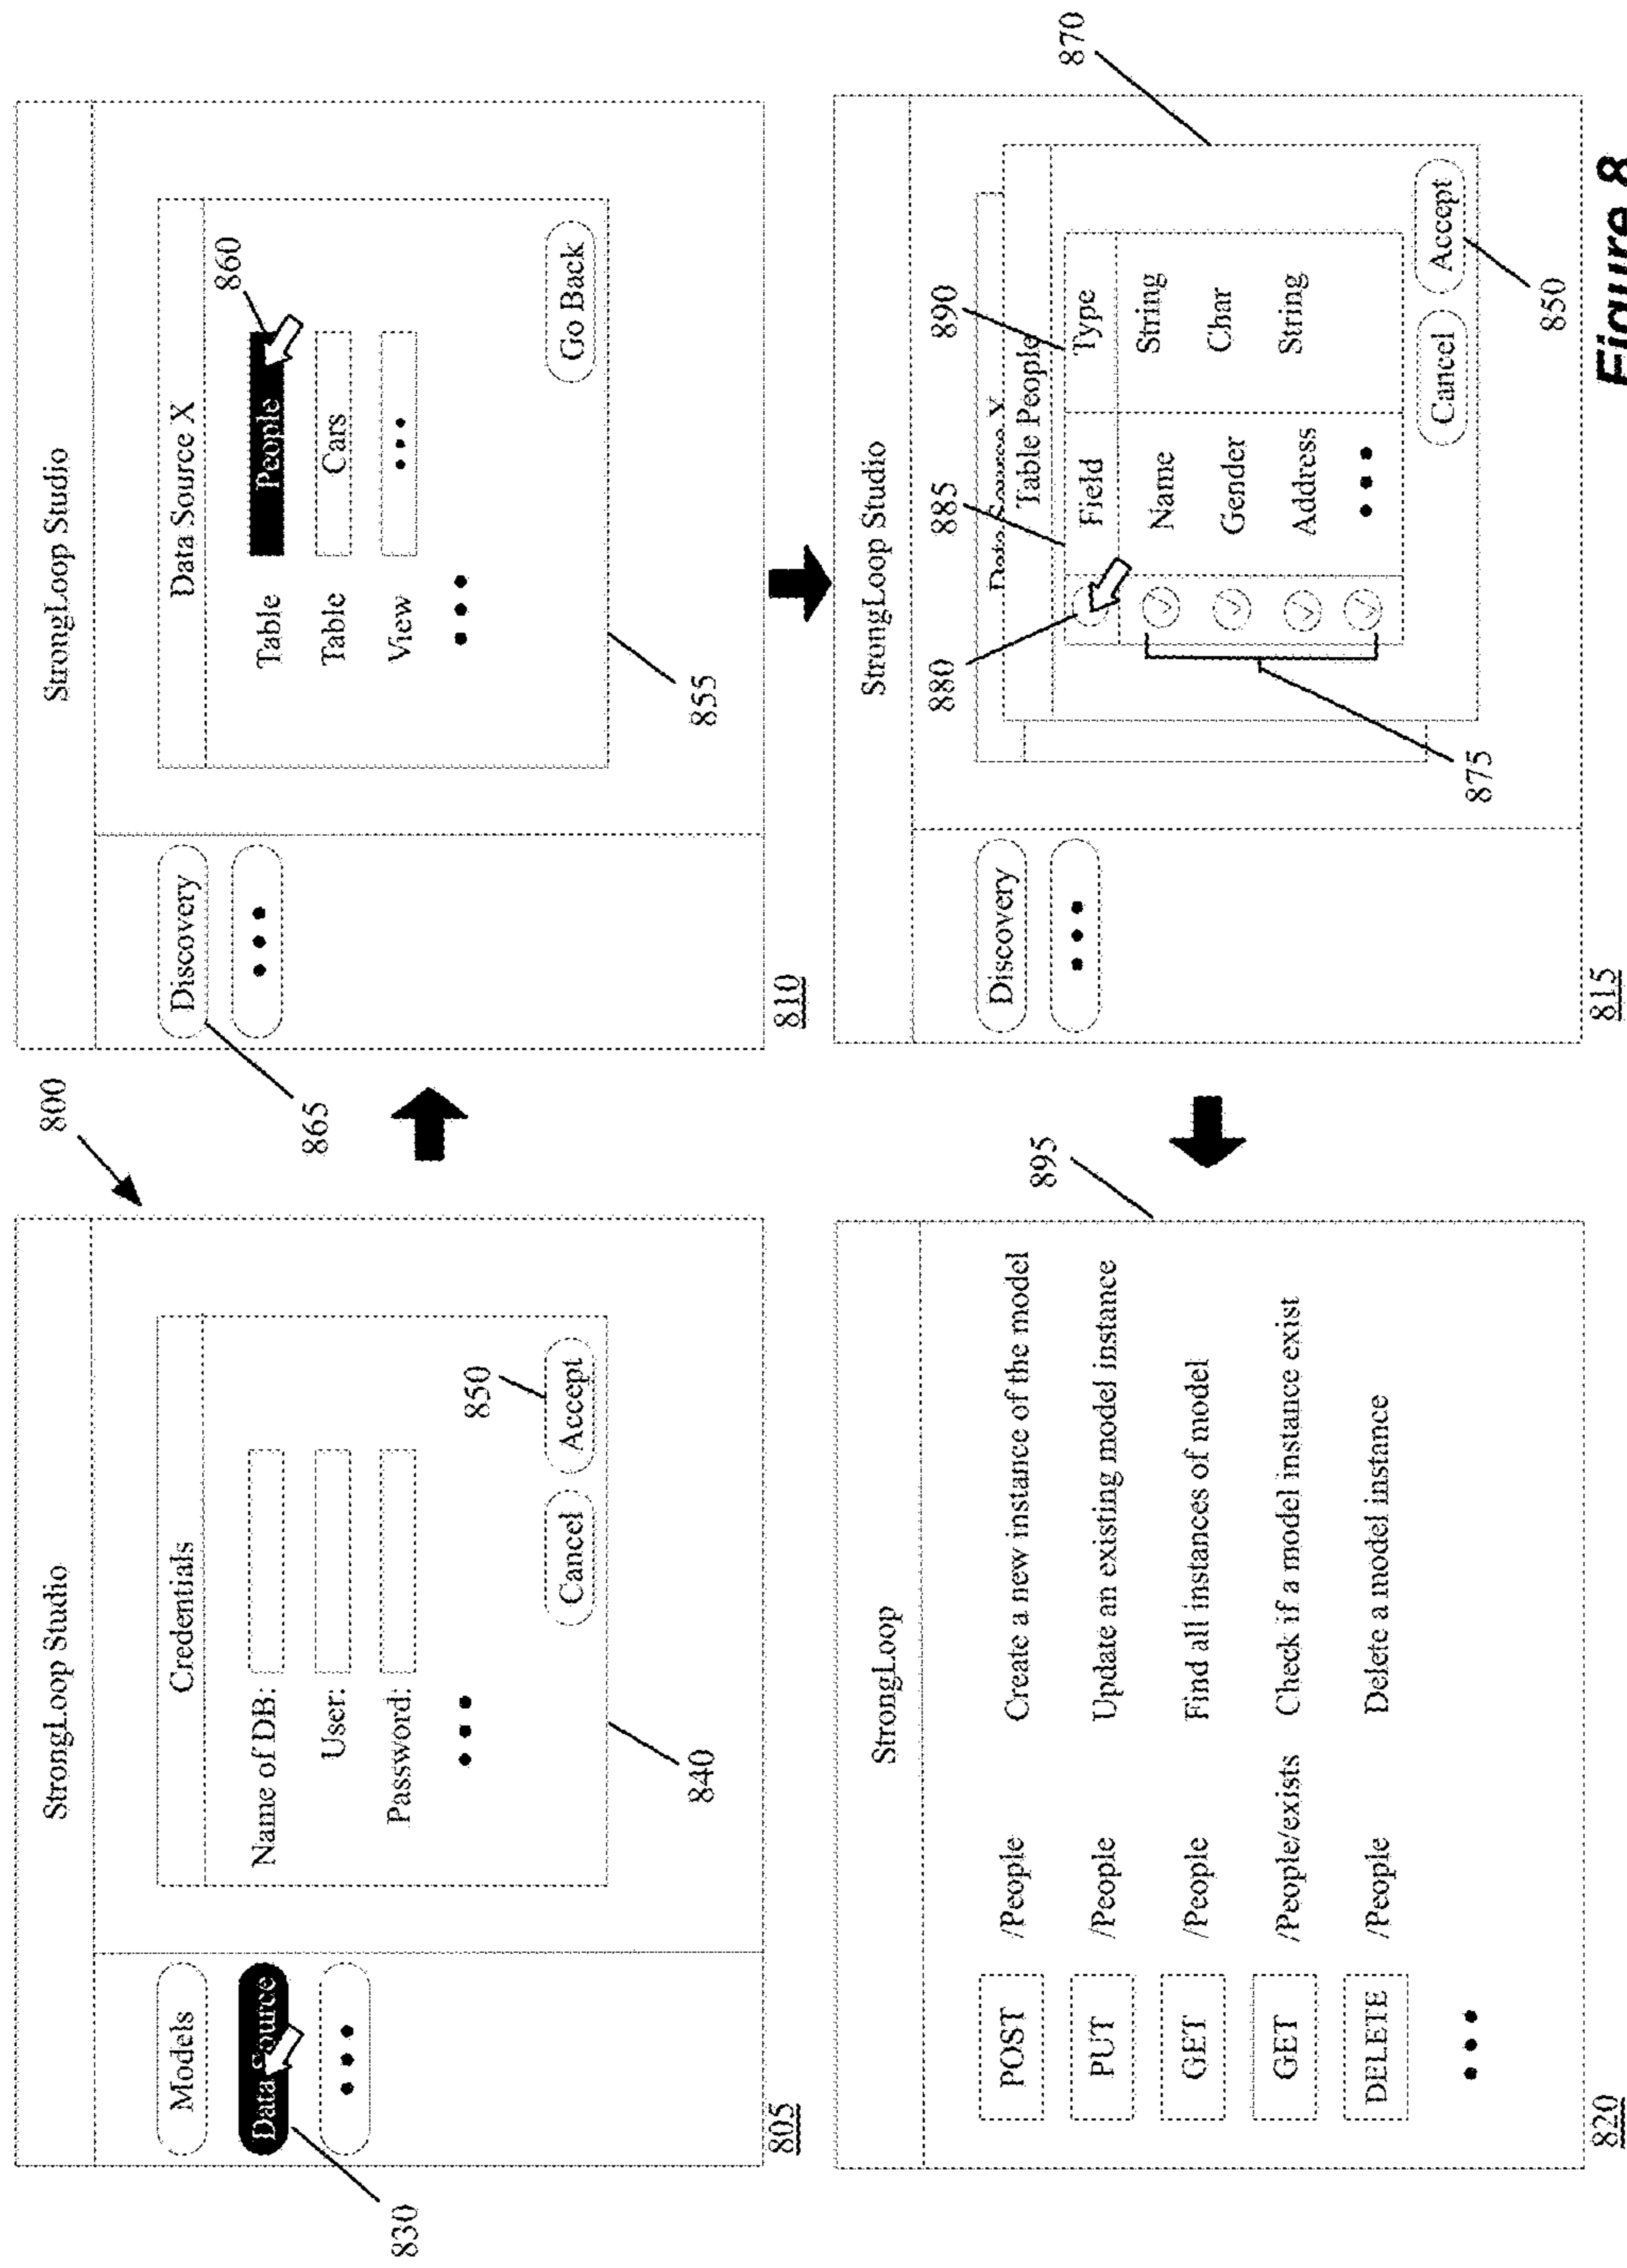 800
StrongLoop Studio
Models
Data Source
830
Credentials
Name of DB:
User:
Password:
Cancel
Accept
850
840
805
StrongLoop Studio
Discovery
865
Data Source X
Table People
Table Cars
View
860
Go Back
855
810
StrongLoop Studio
Discovery
Table People
870
880
885
890
Field Type
Name String
Gender Char
Address String
875
Cancel
Accept
850
815
StrongLoop
895
POST /People Create a new instance of the model
PUT /People Update an existing model instance
GET /People Find all instances of model
GET /People/exists Check if a model instance exist
DELETE /People Delete a model instance
820
Figure 8